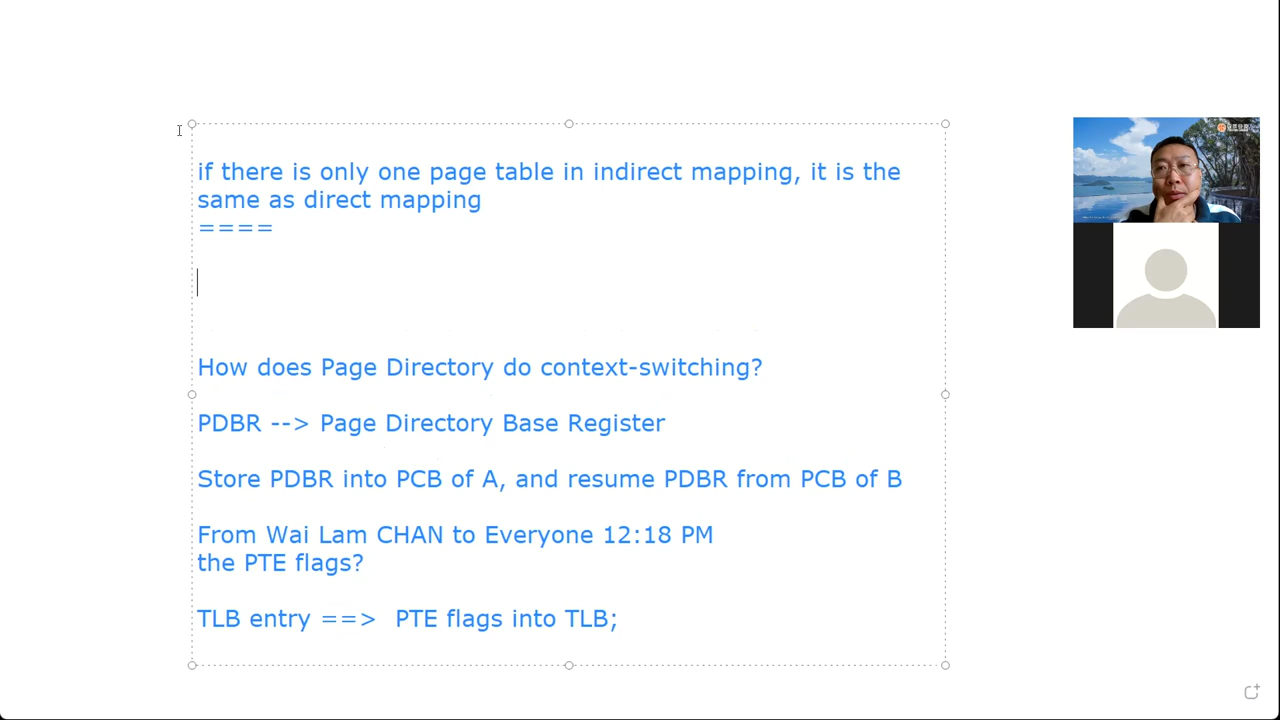 if there is only one page table in indirect mapping, it is the
same as direct mapping
====
How does Page Directory do context-switching?
PDBR --> Page Directory Base Register
Store PDBR into PCB of A, and resume PDBR from PCB of B
From Wai Lam CHAN to Everyone 12:18 PM
the PTE flags?
TLB entry ==>  PTE flags into TLB;